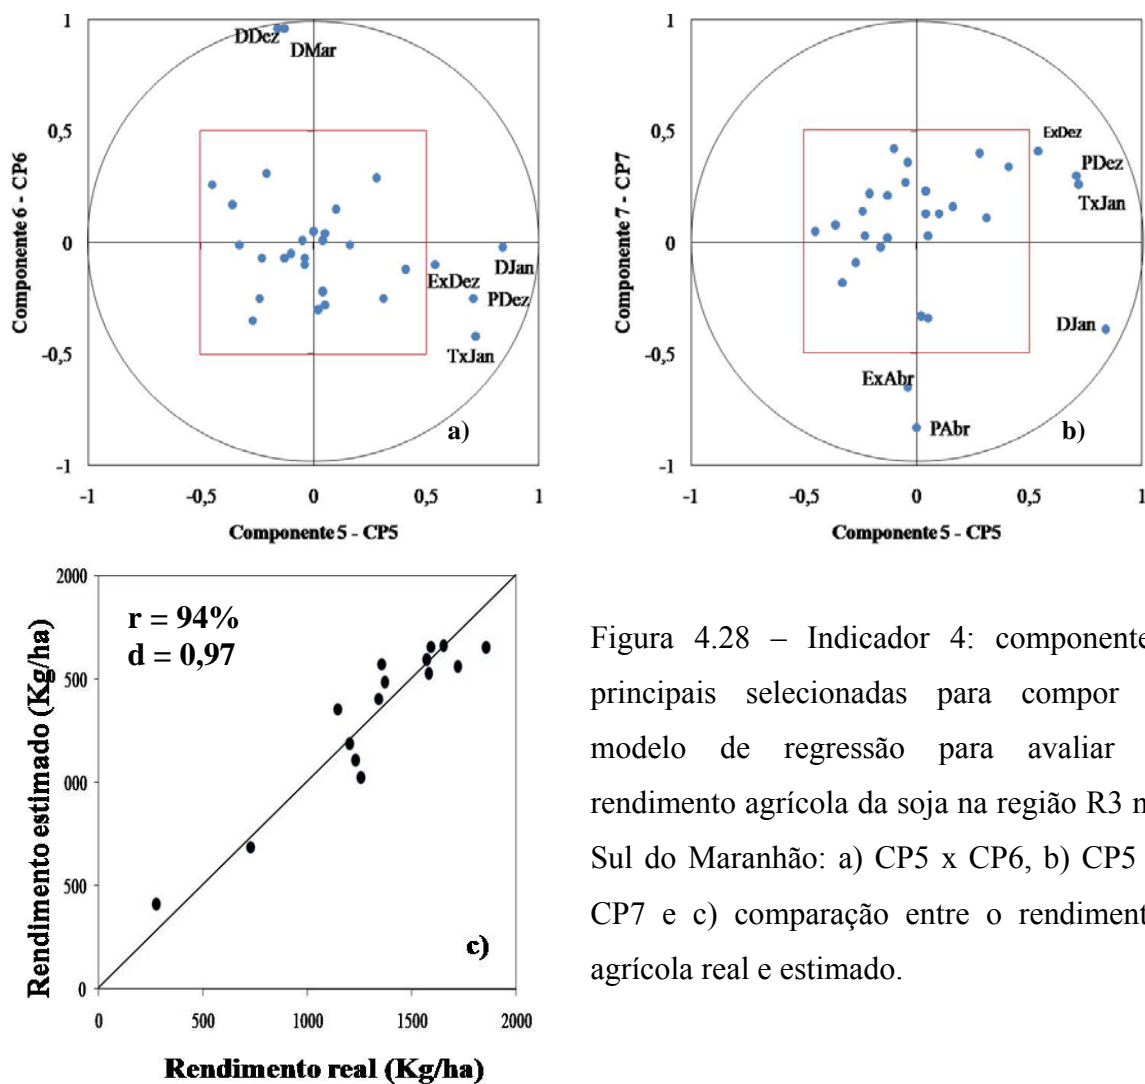 1
0,5
0
-0,5
-1
Componente 6 - CP6
DDez
DMar
DJan
ExDez
PDez
TxJan
a)
-1 -0,5 0 0,5 1
Componente 5 - CP5
1
0,5
0
-0,5
-1
Componente 7 - CP7
ExDez
PDez
TxJan
DJan
ExAbr
PAbr
b)
-1 -0,5 0 0,5 1
Componente 5 - CP5
2000
500
000
500
0
Rendimento estimado (Kg/ha)
r = 94%
d = 0,97
c)
0 500 1000 1500 2000
Rendimento real (Kg/ha)
Figura 4.28 – Indicador 4: componente
principais selecionadas para compor
modelo de regressão para avaliar
rendimento agrícola da soja na região R3 n
Sul do Maranhão: a) CP5 x CP6, b) CP5
CP7 e c) comparação entre o rendiment
agrícola real e estimado.